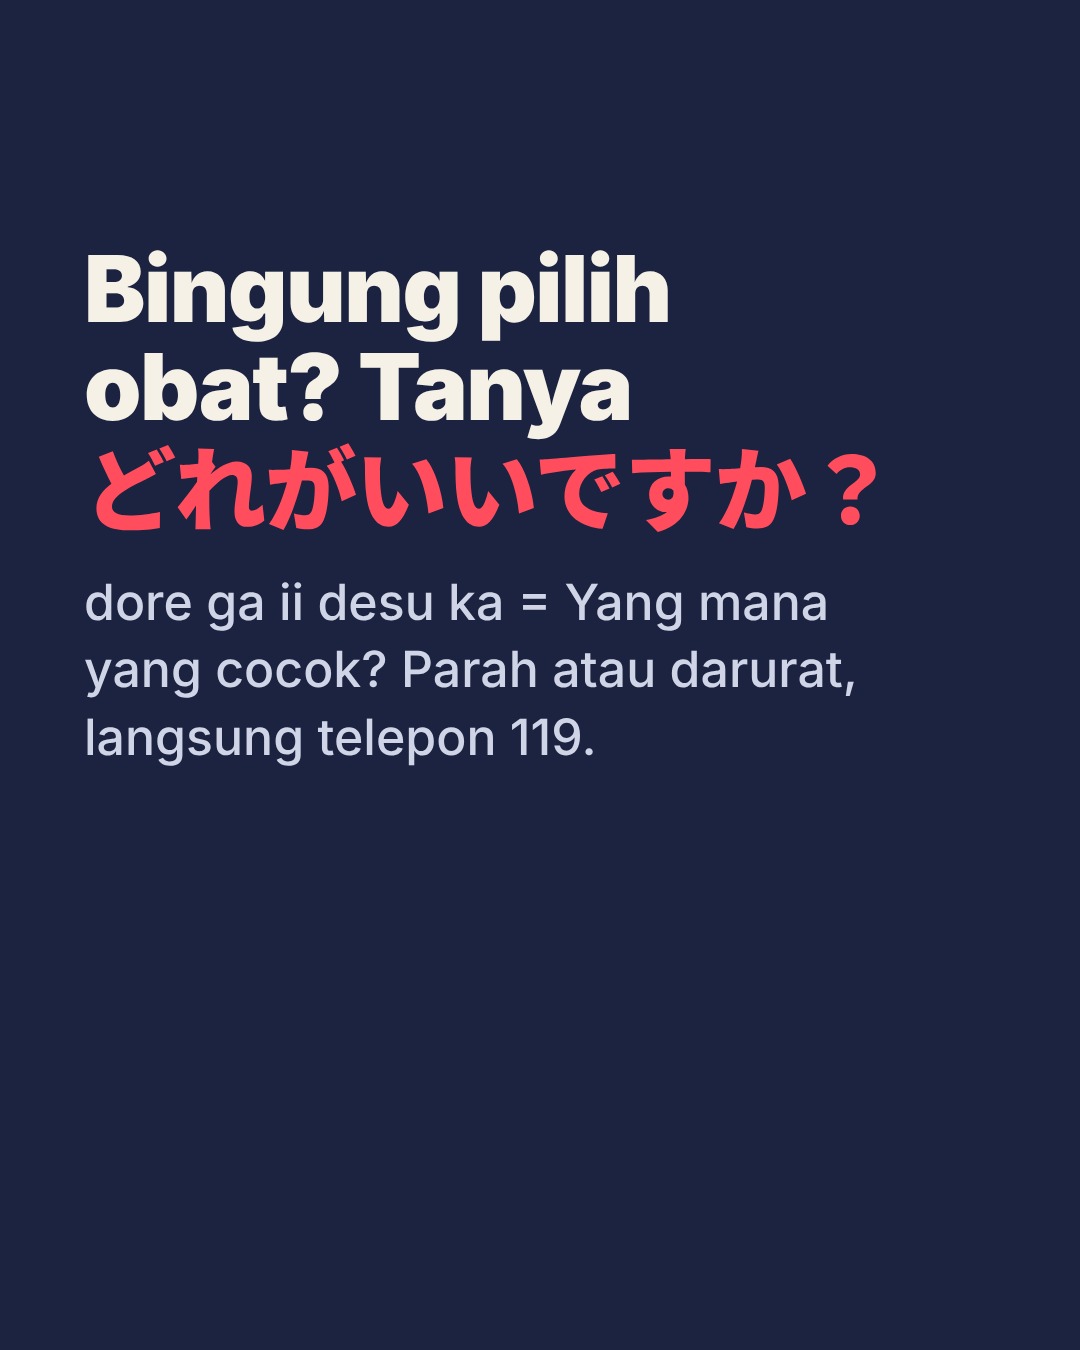 Bingung pilih
obat? Tanya
どれがいいですか？
dore ga ii desu ka = Yang mana
yang cocok? Parah atau darurat,
langsung telepon 119.